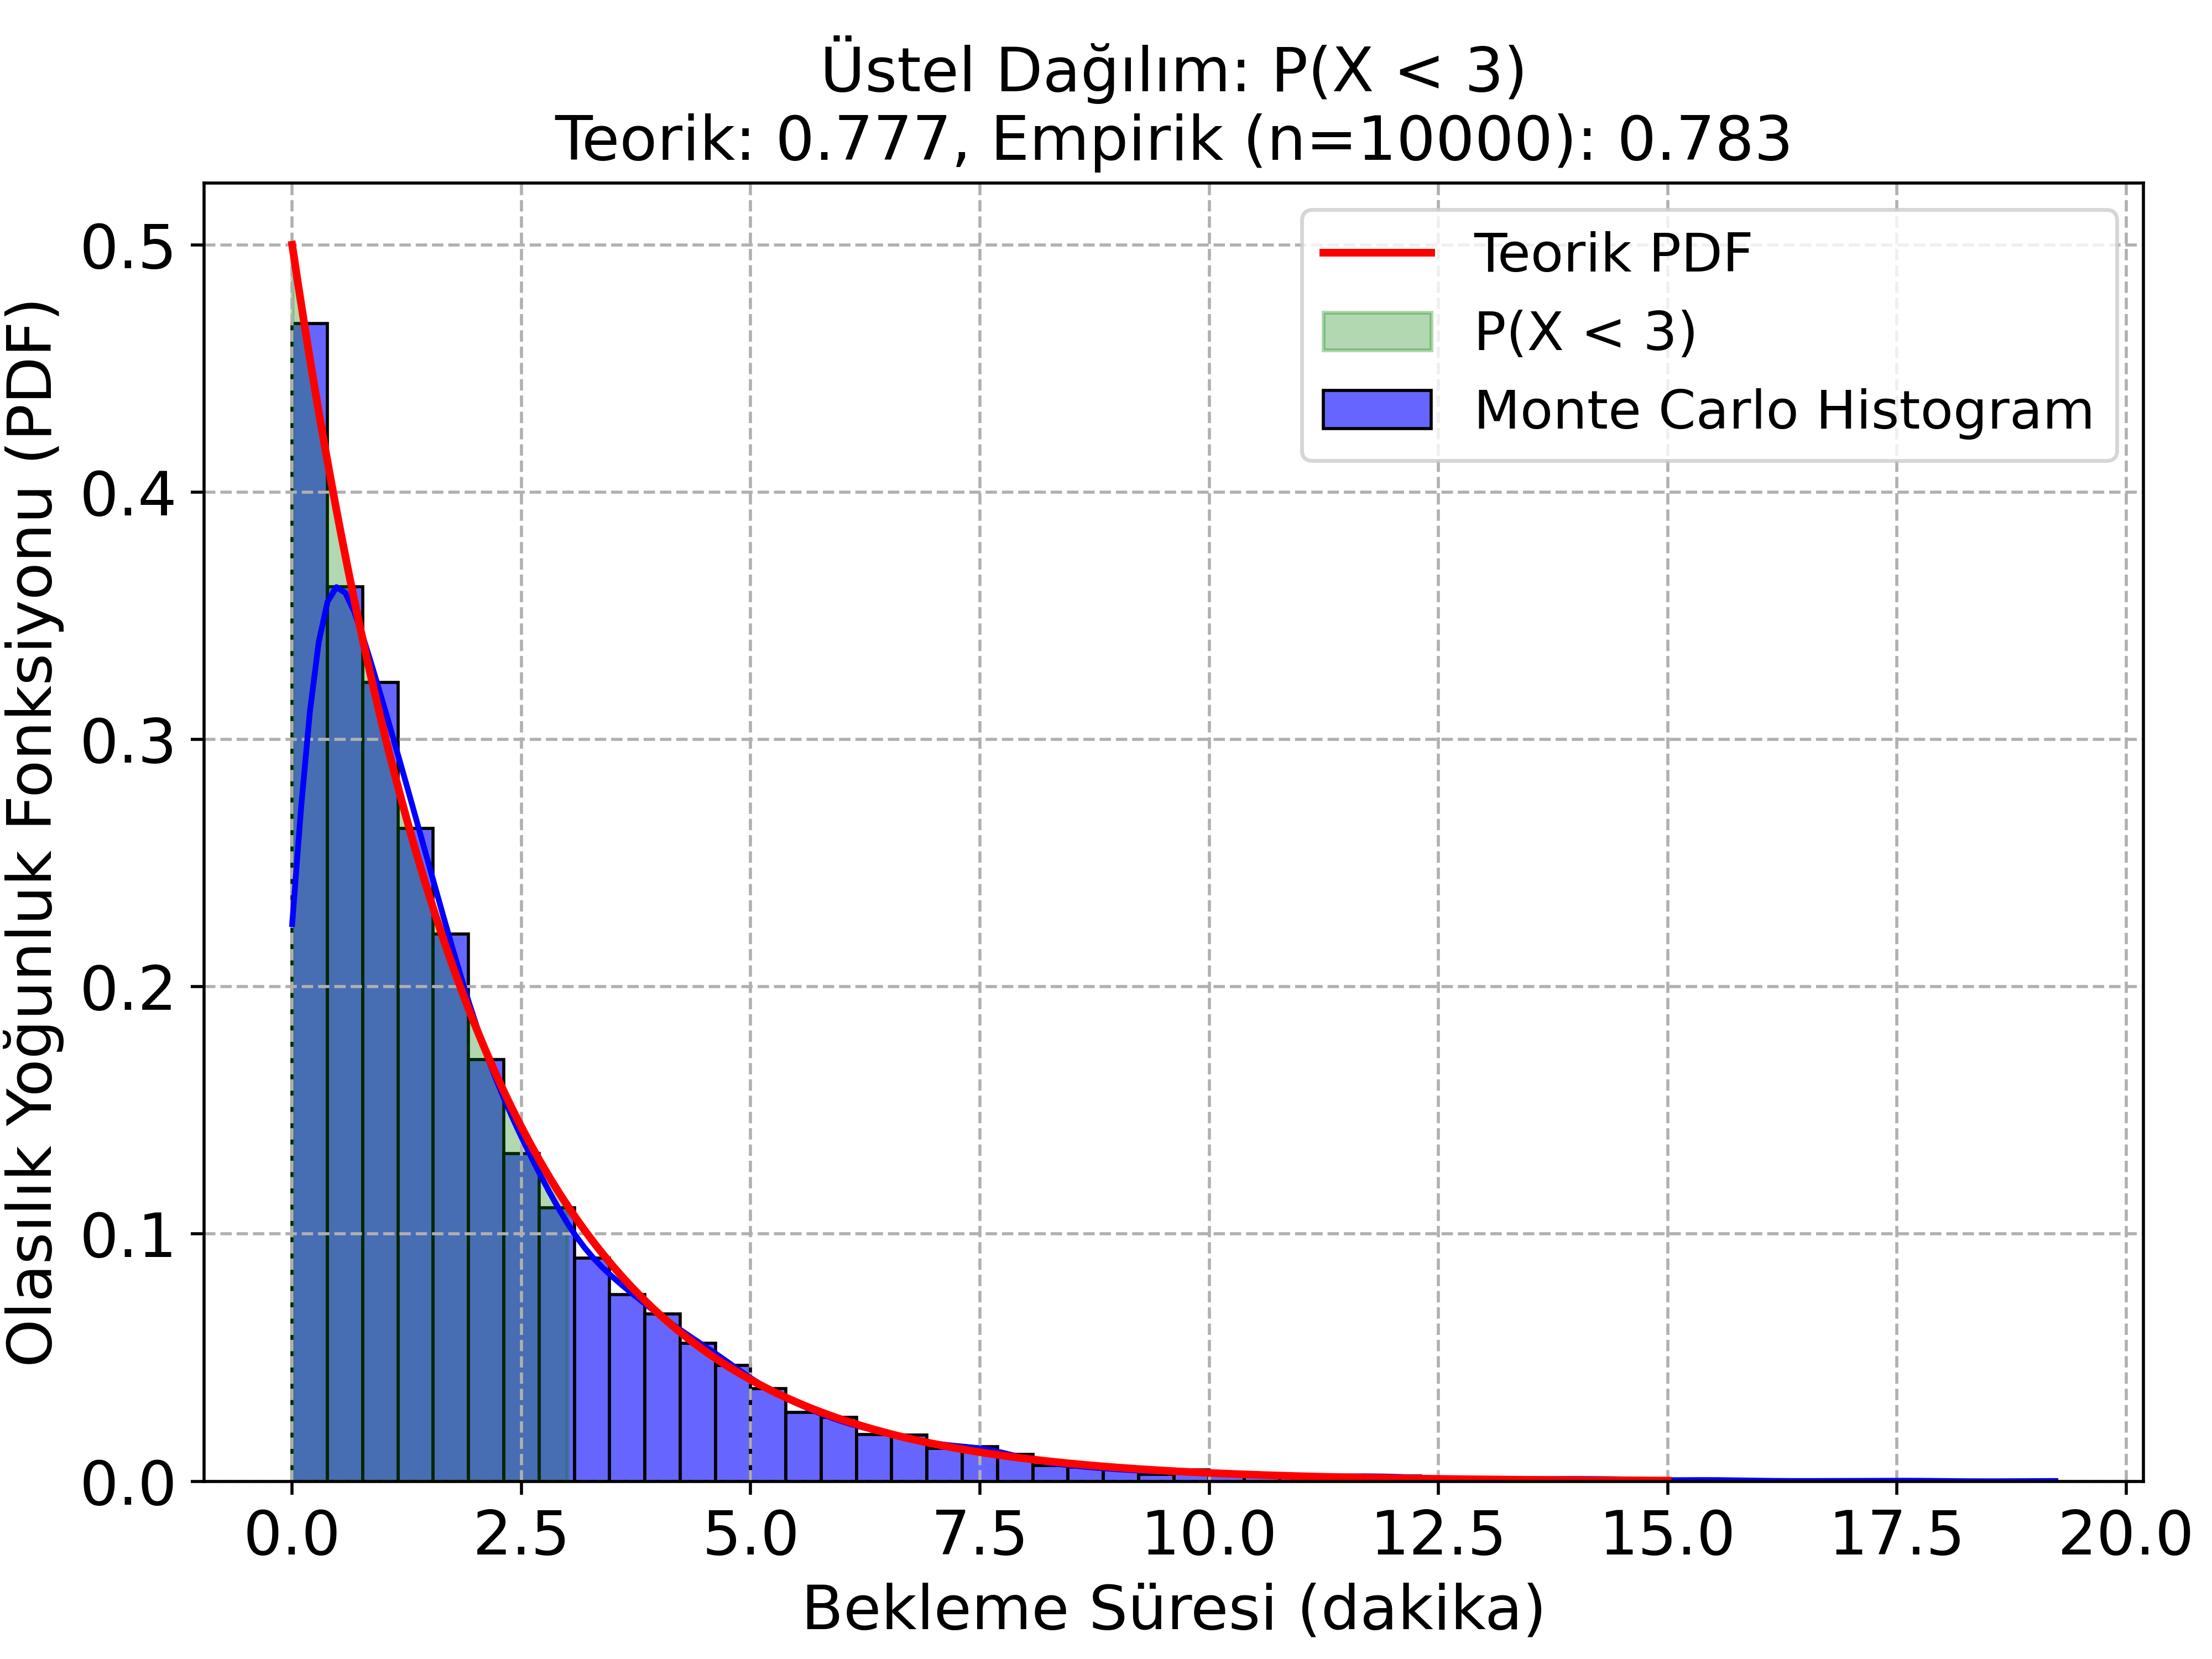 Üstel Dağılım: P(X < 3)
Teorik: 0.777, Empirik (n=10000): 0.783
Olasılık Yoğunluk Fonksiyonu (PDF)
0.5
0.4
0.3
0.2
0.1
0.0
Teorik PDF
P(X < 3)
Monte Carlo Histogram
0.0 2.5 5.0 7.5 10.0 12.5 15.0 17.5 20.0
Bekleme Süresi (dakika)